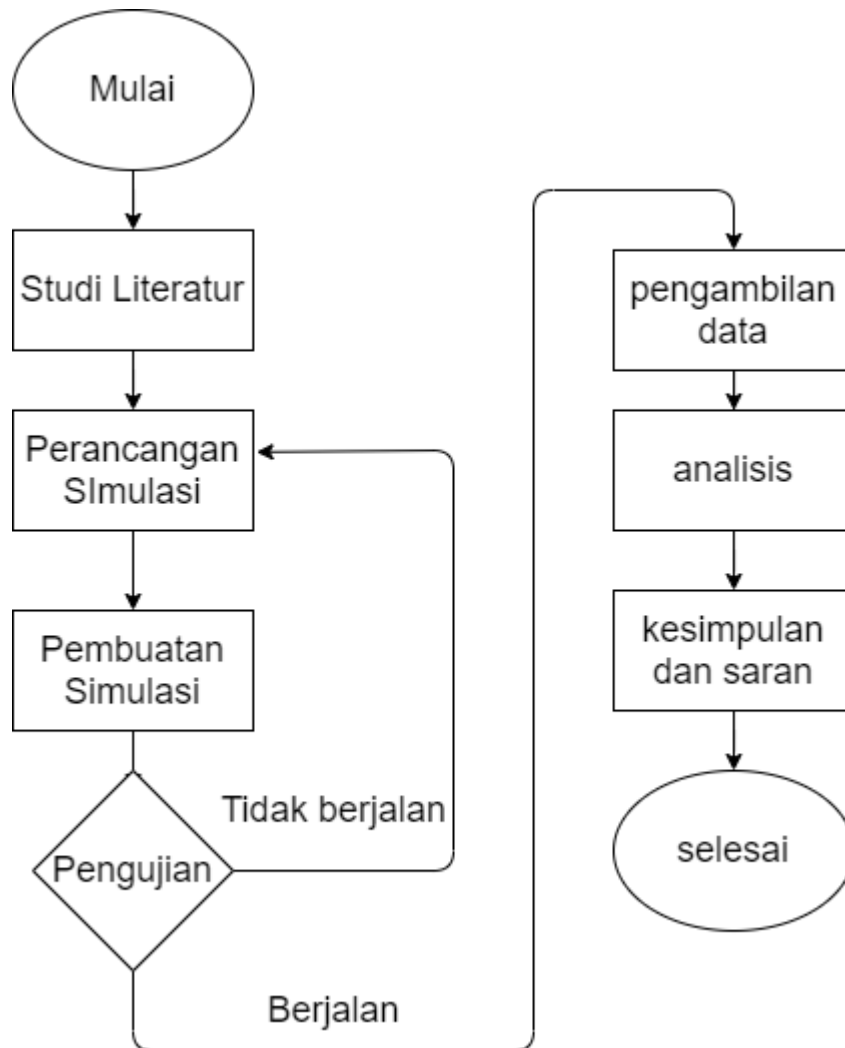 Mulai
Studi Literatur
Perancangan
SImulasi
Pembuatan
Simulasi
Tidak berjalan
Pengujian
Berjalan
pengambilan
data
analisis
kesimpulan
dan saran
selesai